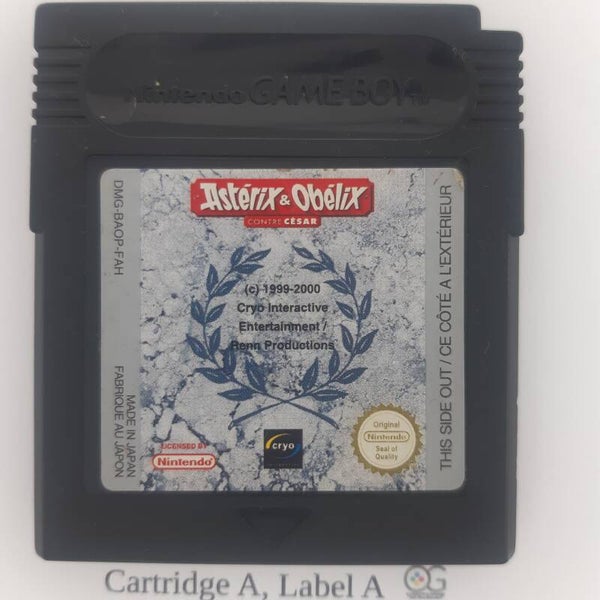 Nintendo GAME BOY TM
Astérix & Obélix
CONTRE CÉSAR
DMG-BAOP-FAH
(c) 1999-2000
Cryo Interactive
Entertainment /
Renn Productions
THIS SIDE OUT / CE CÔTÉ A L'EXTÉRIEUR
MADE IN JAPAN
FABRIQUE AU JAPON
LICENSED BY
Nintendo
cryo
Original
Nintendo
Seal of
Quality
Cartridge A, Label A